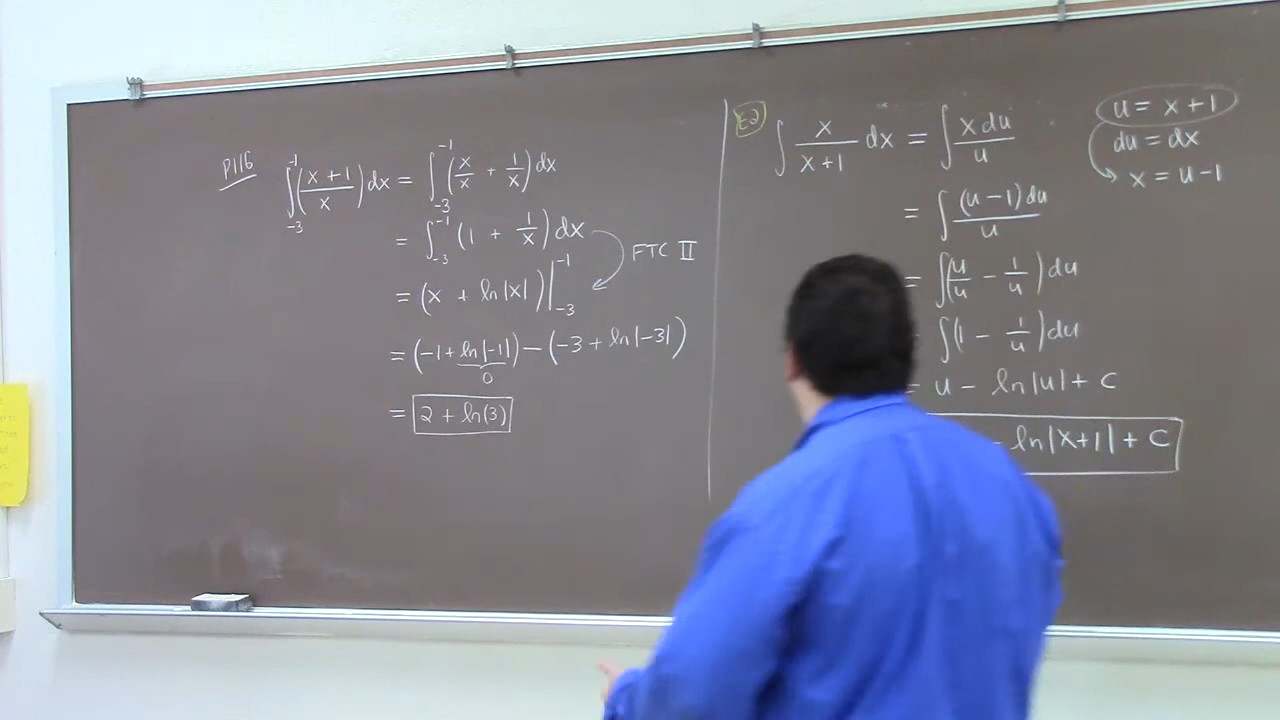 P116
∫_{-3}^{-1} (x+1 / x) dx = ∫_{-3}^{-1} (x/x + 1/x) dx
= ∫_{-3}^{-1} (1 + 1/x) dx
FTC II
= (x + ln|x|) |_{-3}^{-1}
= (-1 + ln|-1|) - (-3 + ln|-3|)
0
= 2 + ln(3)
E2
∫ x/(x+1) dx = ∫ x du / u
= ∫ (u-1) du / u
= ∫ (u/u - 1/u) du
= ∫ (1 - 1/u) du
= u - ln|u| + C
- ln|x+1| + C
u = x+1
du = dx
x = u-1